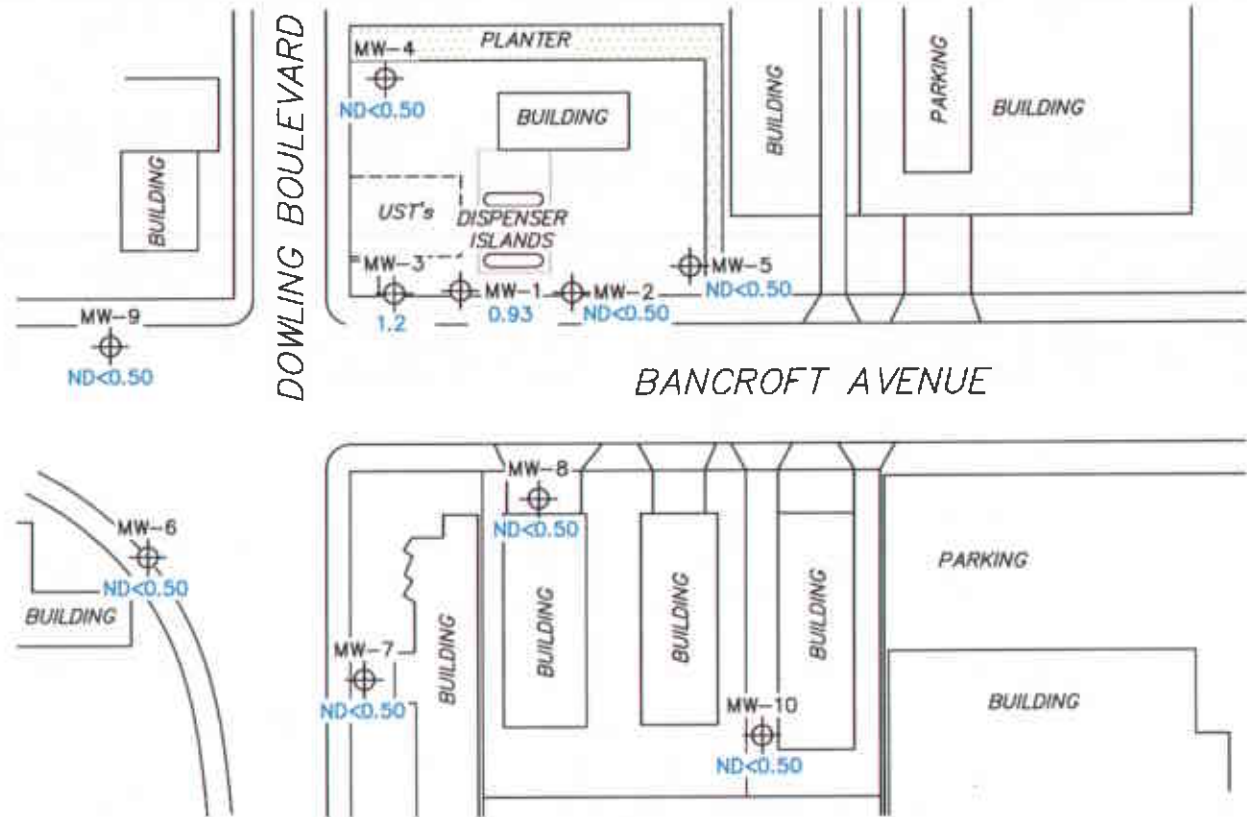 DOWLING BOULEVARD
PLANTER
MW-4
ND<0.50
BUILDING
BUILDING
PARKING
BUILDING
BUILDING
UST's
DISPENSER
ISLANDS
MW-3
1.2
MW-1
0.93
MW-2
ND<0.50
MW-5
ND<0.50
MW-9
ND<0.50
BANCROFT AVENUE
MW-8
ND<0.50
MW-6
ND<0.50
BUILDING
MW-7
ND<0.50
BUILDING
BUILDING
BUILDING
BUILDING
MW-10
ND<0.50
PARKING
BUILDING